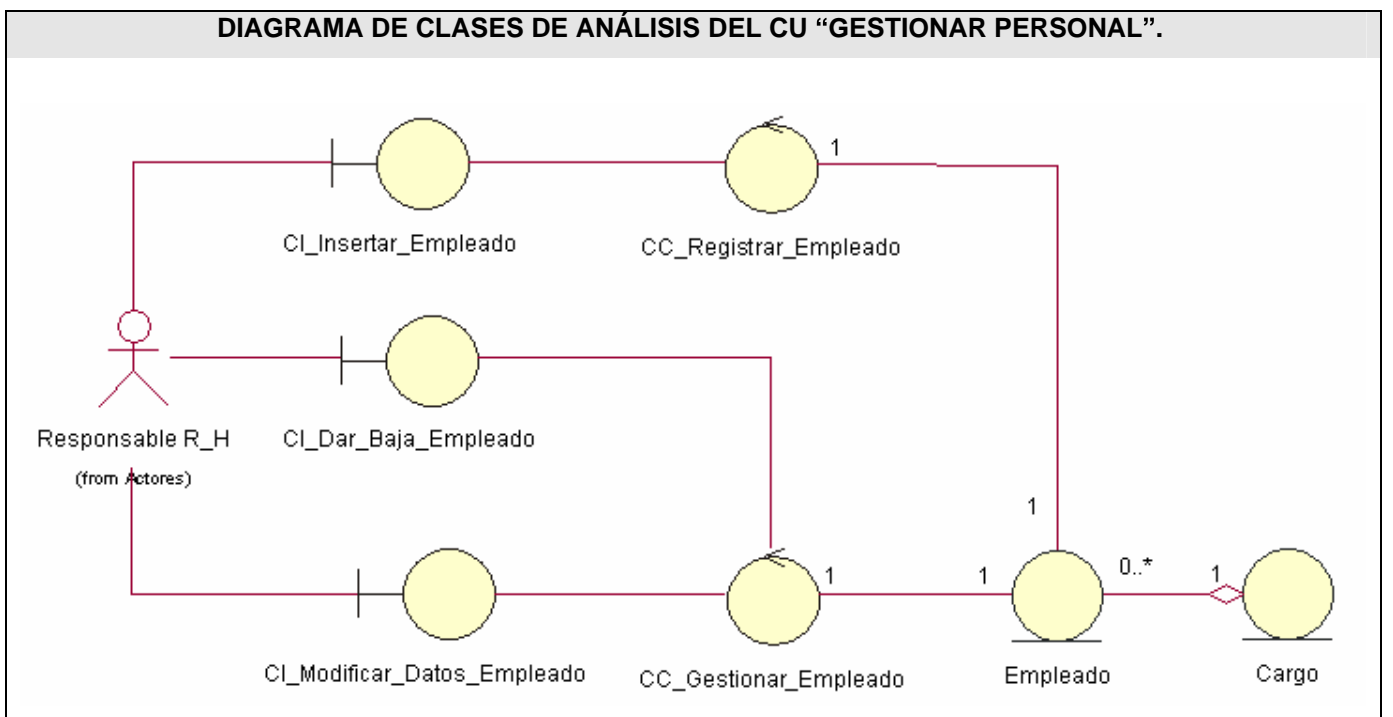 DIAGRAMA DE CLASES DE ANÁLISIS DEL CU “GESTIONAR PERSONAL”.
1
CI_Insertar_Empleado
CC_Registrar_Empleado
Responsable R_H
(from Actores)
CI_Dar_Baja_Empleado
1
0..*
1
1
1
CI_Modificar_Datos_Empleado
CC_Gestionar_Empleado
Empleado
Cargo